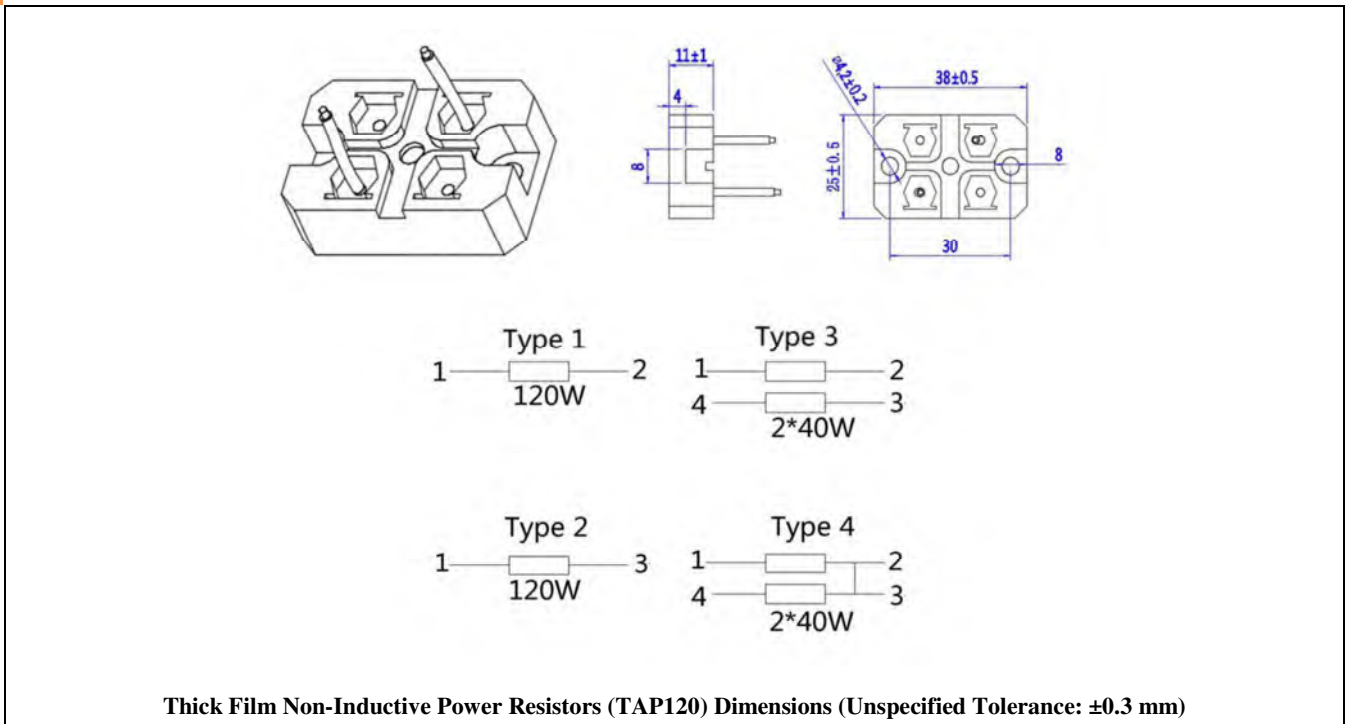 11±1
4
8
ø4,2±0.2
38±0.5
25±0.5
8
30
Type 1
1 2
120W
Type 3
1 2
4 3
2*40W
Type 2
1 3
120W
Type 4
1 2
4 3
2*40W
Thick Film Non-Inductive Power Resistors (TAP120) Dimensions (Unspecified Tolerance: ±0.3 mm)